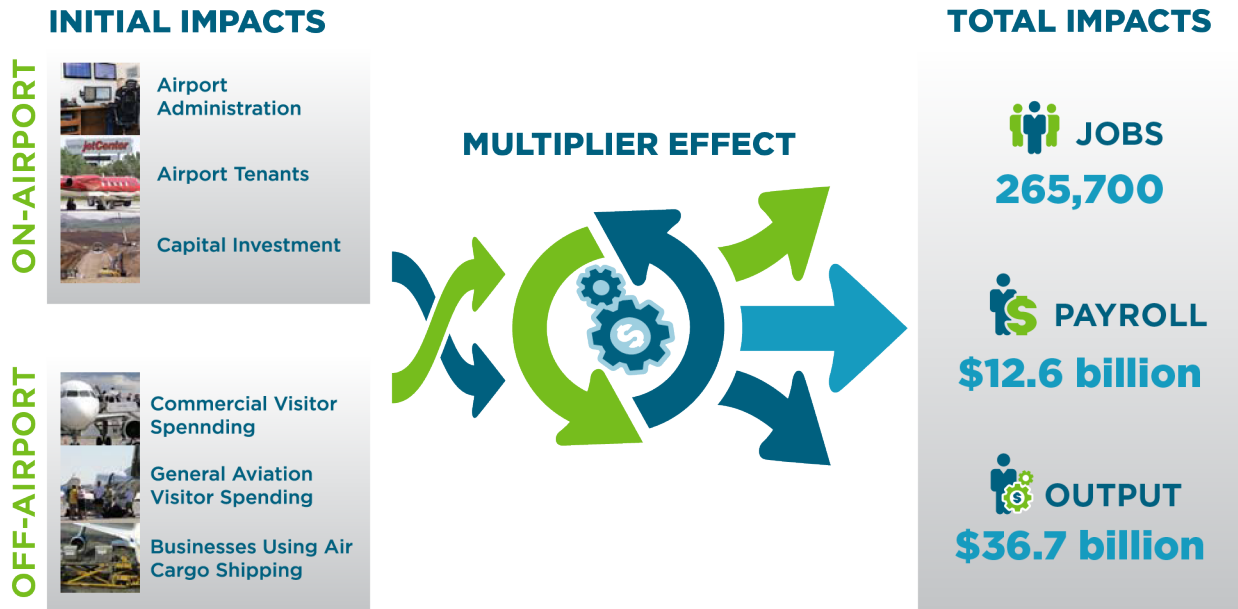 INITIAL IMPACTS
ON-AIRPORT
jetCenter
Airport
Administration
Airport Tenants
Capital Investment
OFF-AIRPORT
Commercial Visitor
Spennding
General Aviation
Visitor Spending
Businesses Using Air
Cargo Shipping
MULTIPLIER EFFECT
$
TOTAL IMPACTS
JOBS
265,700
$
PAYROLL
$12.6 billion
$
OUTPUT
$36.7 billion